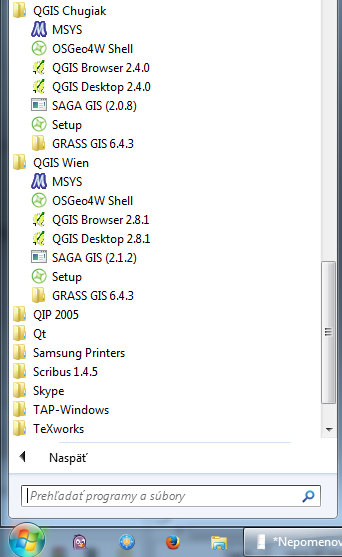 QGIS Chugiak
MSYS
OSGeo4W Shell
QGIS Browser 2.4.0
QGIS Desktop 2.4.0
SAGA GIS (2.0.8)
Setup
GRASS GIS 6.4.3
QGIS Wien
MSYS
OSGeo4W Shell
QGIS Browser 2.8.1
QGIS Desktop 2.8.1
SAGA GIS (2.1.2)
Setup
GRASS GIS 6.4.3
QIP 2005
Qt
Samsung Printers
Scribus 1.4.5
Skype
TAP-Windows
TeXworks
Naspäť
Prehľadať programy a súbory
*Nepomenov